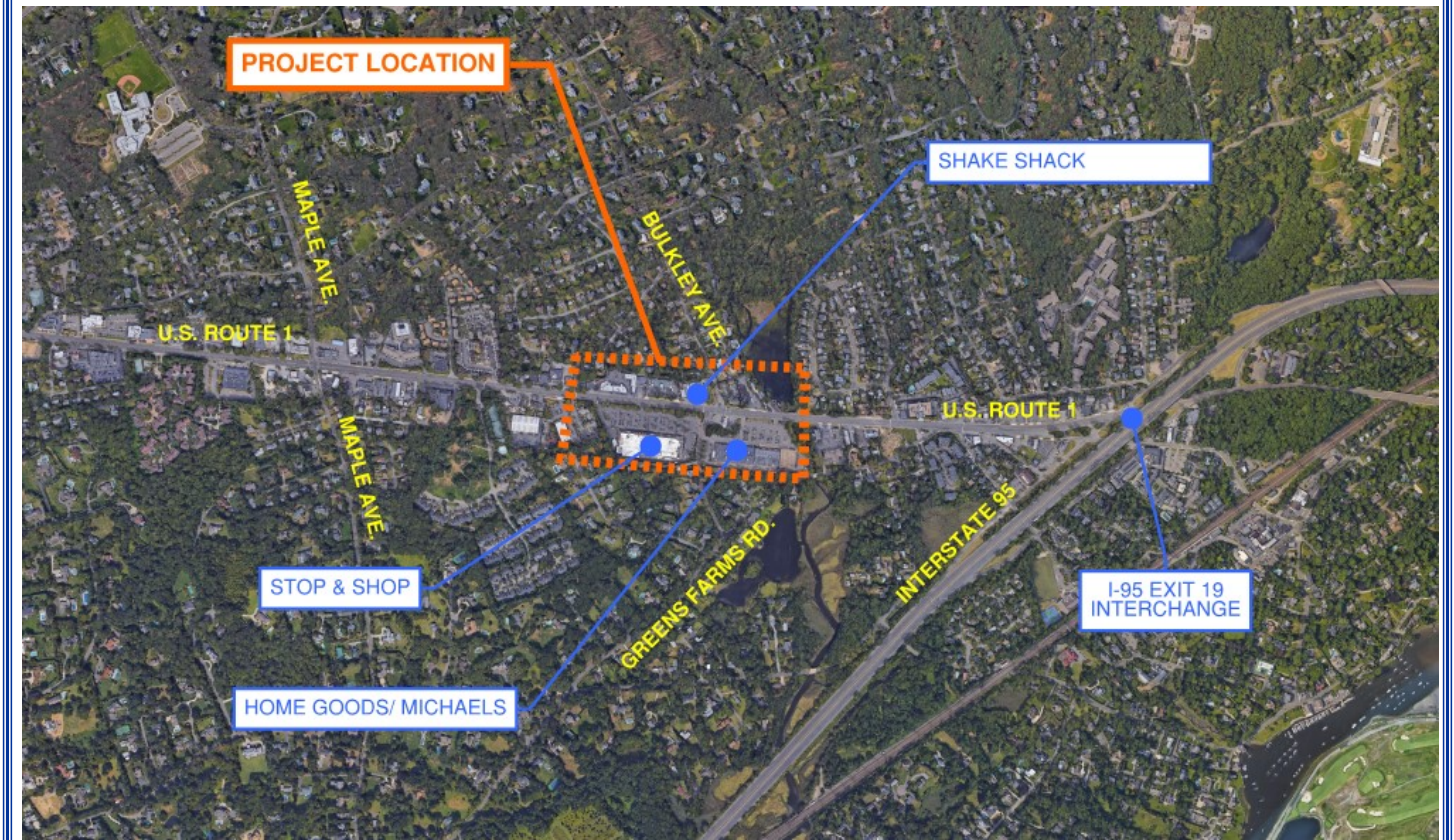 PROJECT LOCATION
SHAKE SHACK
MAPLE AVE.
BULKLEY AVE.
U.S. ROUTE 1
U.S. ROUTE 1
MAPLE AVE.
INTERSTATE 95
GREENS FARMS RD.
STOP & SHOP
I-95 EXIT 19
INTERCHANGE
HOME GOODS/ MICHAELS